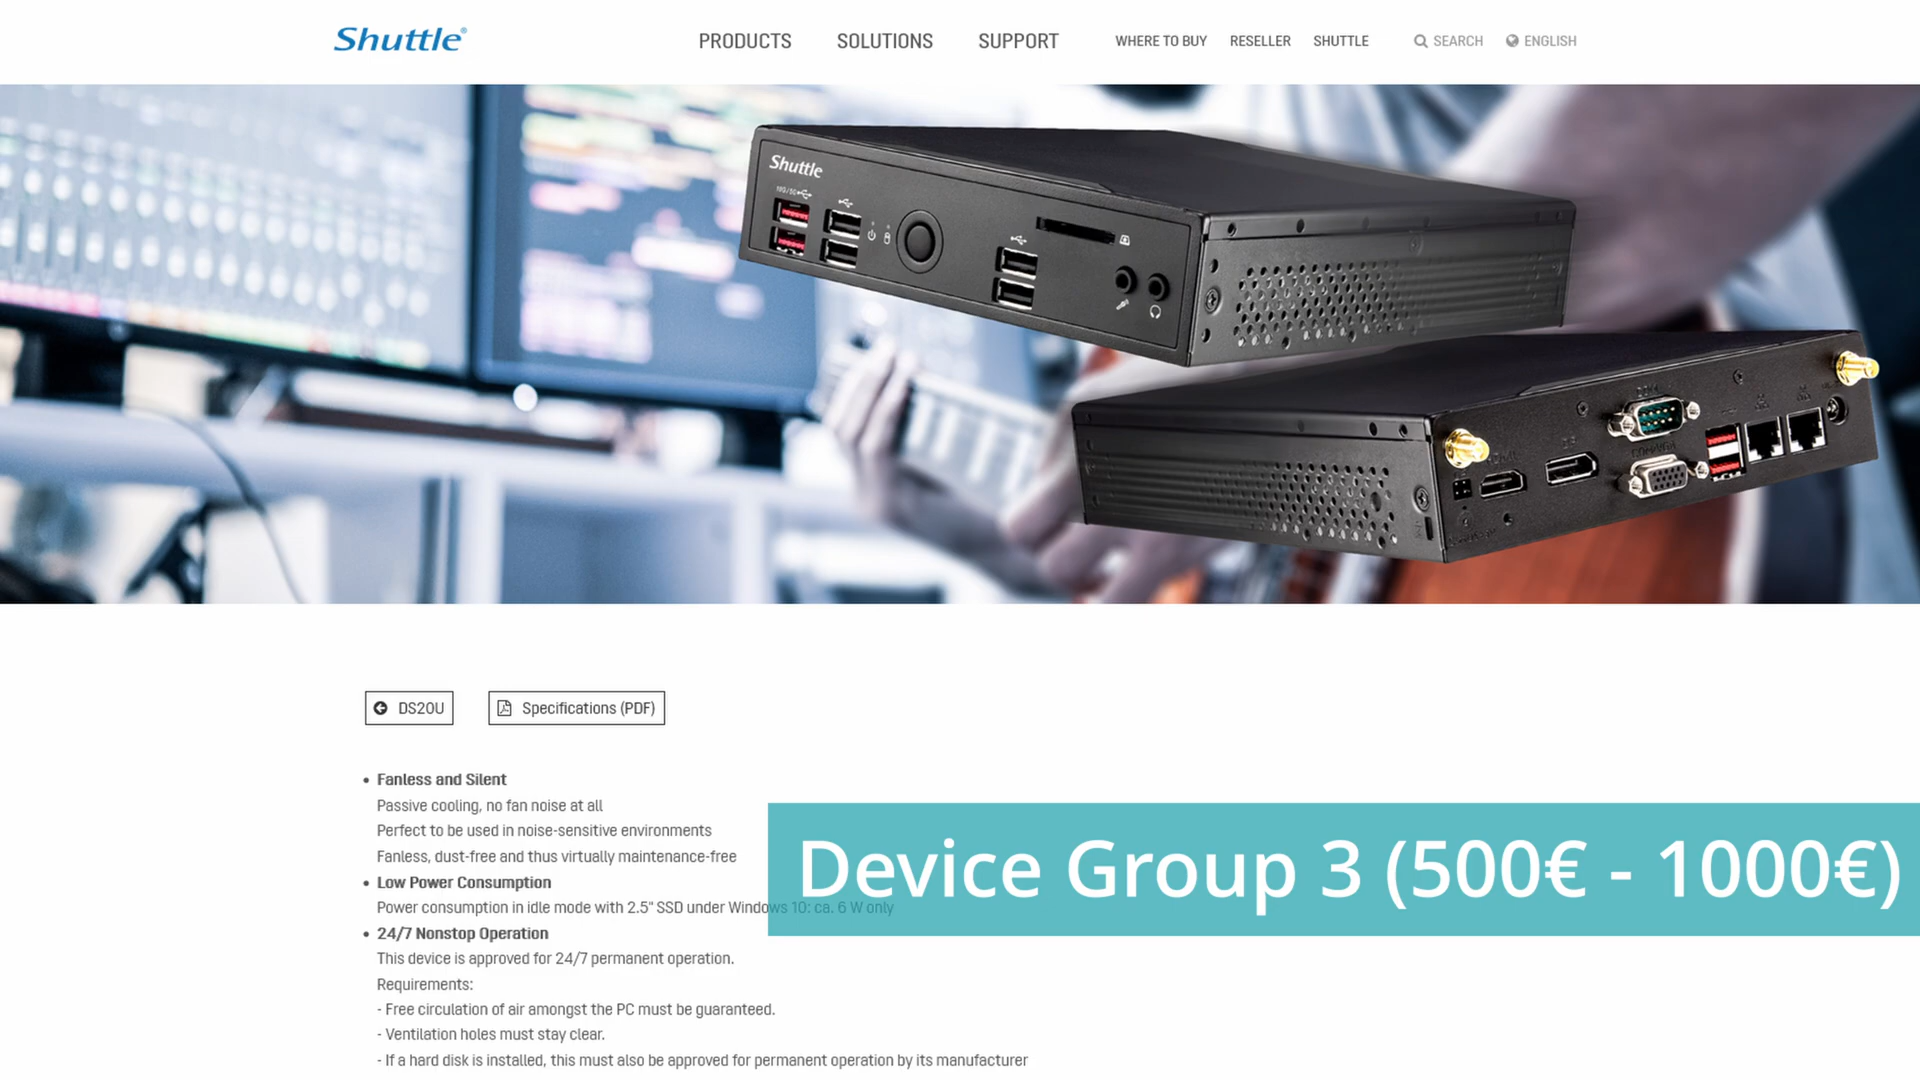 Shuttle®
PRODUCTS SOLUTIONS SUPPORT WHERE TO BUY RESELLER SHUTTLE SEARCH ENGLISH
Shuttle
DS20U Specifications (PDF)
• Fanless and Silent
Passive cooling, no fan noise at all
Perfect to be used in noise-sensitive environments
Fanless, dust-free and thus virtually maintenance-free
• Low Power Consumption
Power consumption in idle mode with 2.5" SSD under Windows 10: ca. 6 W only
Device Group 3 (500€ - 1000€)
• 24/7 Nonstop Operation
This device is approved for 24/7 permanent operation.
Requirements:
- Free circulation of air amongst the PC must be guaranteed.
- Ventilation holes must stay clear.
- If a hard disk is installed, this must also be approved for permanent operation by its manufacturer